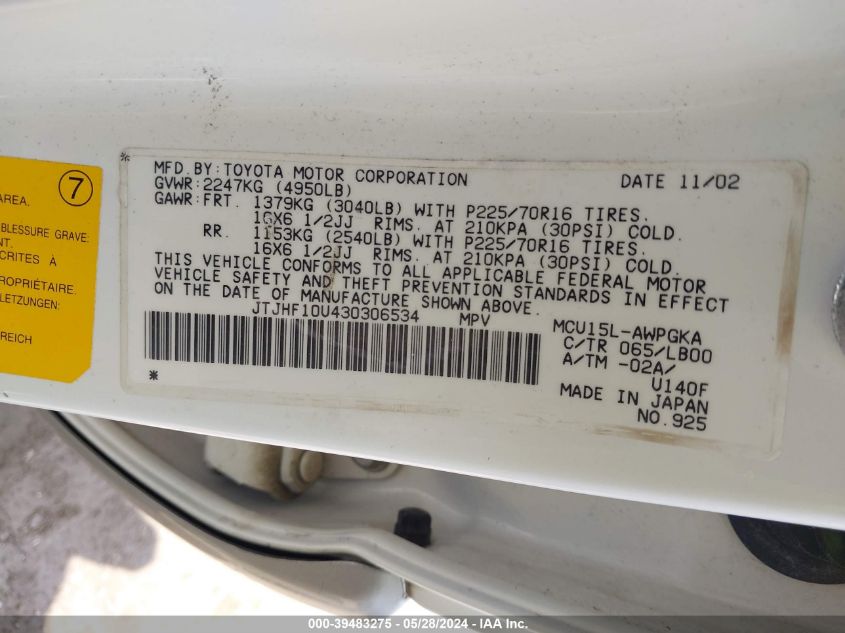 7
AREA.
BLESSURE GRAVE:
NT.
CRITES À
PROPRIÉTAIRE.
LETZUNGEN:
REICH
MFD.BY:TOYOTA MOTOR CORPORATION DATE 11/02
GVWR:2247KG (4950LB)
GAWR:FRT. 1379KG (3040LB) WITH P225/70R16 TIRES.
16X6 1/2JJ RIMS. AT 210KPA (30PSI) COLD.
RR. 1153KG (2540LB) WITH P225/70R16 TIRES.
16X6 1/2JJ RIMS. AT 210KPA (30PSI) COLD.
THIS VEHICLE CONFORMS TO ALL APPLICABLE FEDERAL MOTOR
VEHICLE SAFETY AND THEFT PREVENTION STANDARDS IN EFFECT
ON THE DATE OF MANUFACTURE SHOWN ABOVE.
JTJHF10U430306534 MPV MCU15L-AWPGKA
C/TR 065/LB00
A/TM -02A/
U140F
MADE IN JAPAN
NO.925
000-39483275 - 05/28/2024 - IAA Inc.